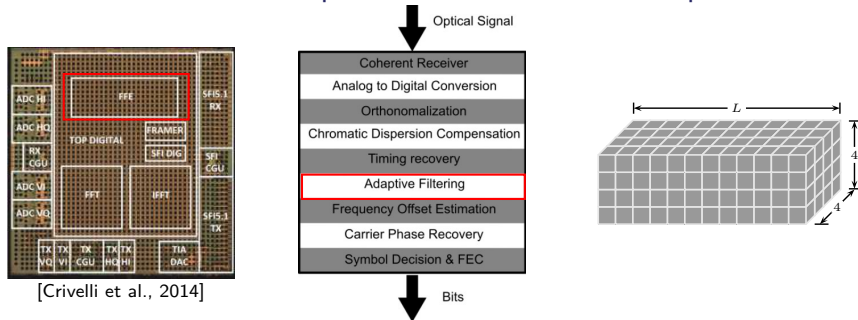 Optical Signal
Coherent Receiver
Analog to Digital Conversion
Orthonomalization
Chromatic Dispersion Compensation
Timing recovery
Adaptive Filtering
Frequency Offset Estimation
Carrier Phase Recovery
Symbol Decision & FEC
Bits
FFE
ADC HI
ADC HQ
RX
CGU
ADC VI
ADC VQ
TOP DIGITAL
FRAMER
SFI DIG
FFT
IFFT
SFI5.1
RX
SFI
CGU
SFI5.1
TX
TX
VQ
TX
VI
TX
CGU
TX
HQ
TX
HI
TIA
DAC
[Crivelli et al., 2014]
L
4
4